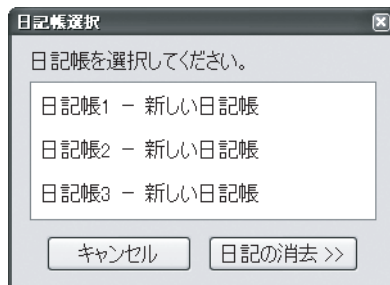 日記帳選択
日記帳を選択してください。
日記帳1 － 新しい日記帳
日記帳2 － 新しい日記帳
日記帳3 － 新しい日記帳
キャンセル
日記の消去 >>